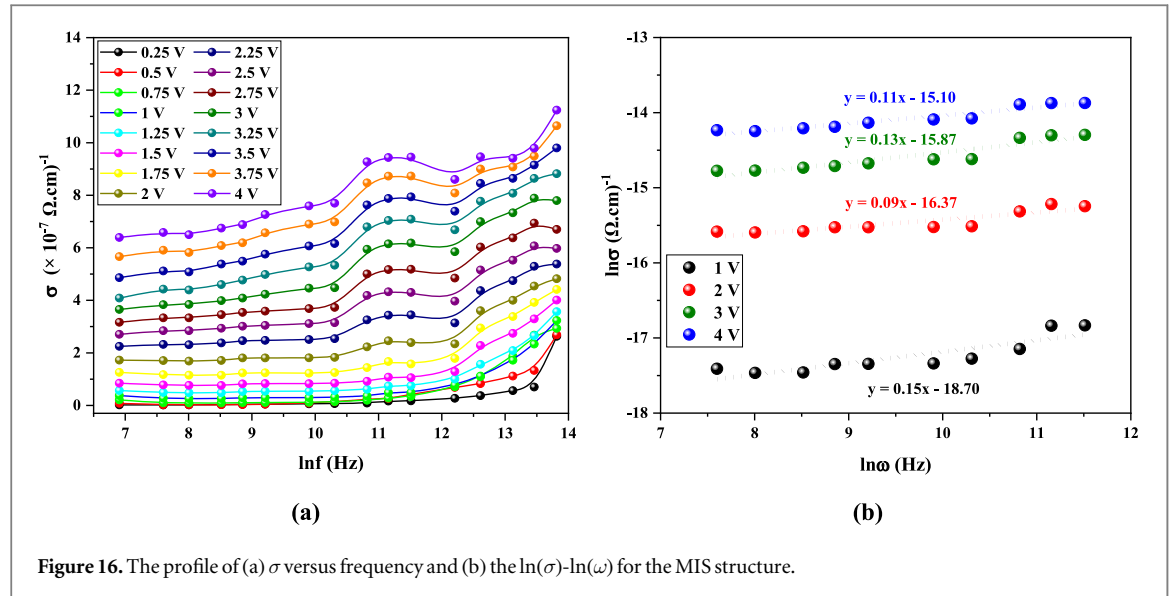 14
12
10
8
6
4
2
0
σ (× 10⁻⁷ Ω.cm)⁻¹
0.25 V 2.25 V
0.5 V 2.5 V
0.75 V 2.75 V
1 V 3 V
1.25 V 3.25 V
1.5 V 3.5 V
1.75 V 3.75 V
2 V 4 V
7 8 9 10 11 12 13 14
lnf (Hz)
(a)
-13
-14
-15
-16
-17
-18
lnσ (Ω.cm)⁻¹
y = 0.11x - 15.10
y = 0.13x - 15.87
y = 0.09x - 16.37
1 V
2 V
3 V
4 V
y = 0.15x - 18.70
7 8 9 10 11 12
lnω (Hz)
(b)
Figure 16. The profile of (a) σ versus frequency and (b) the ln(σ)-ln(ω) for the MIS structure.